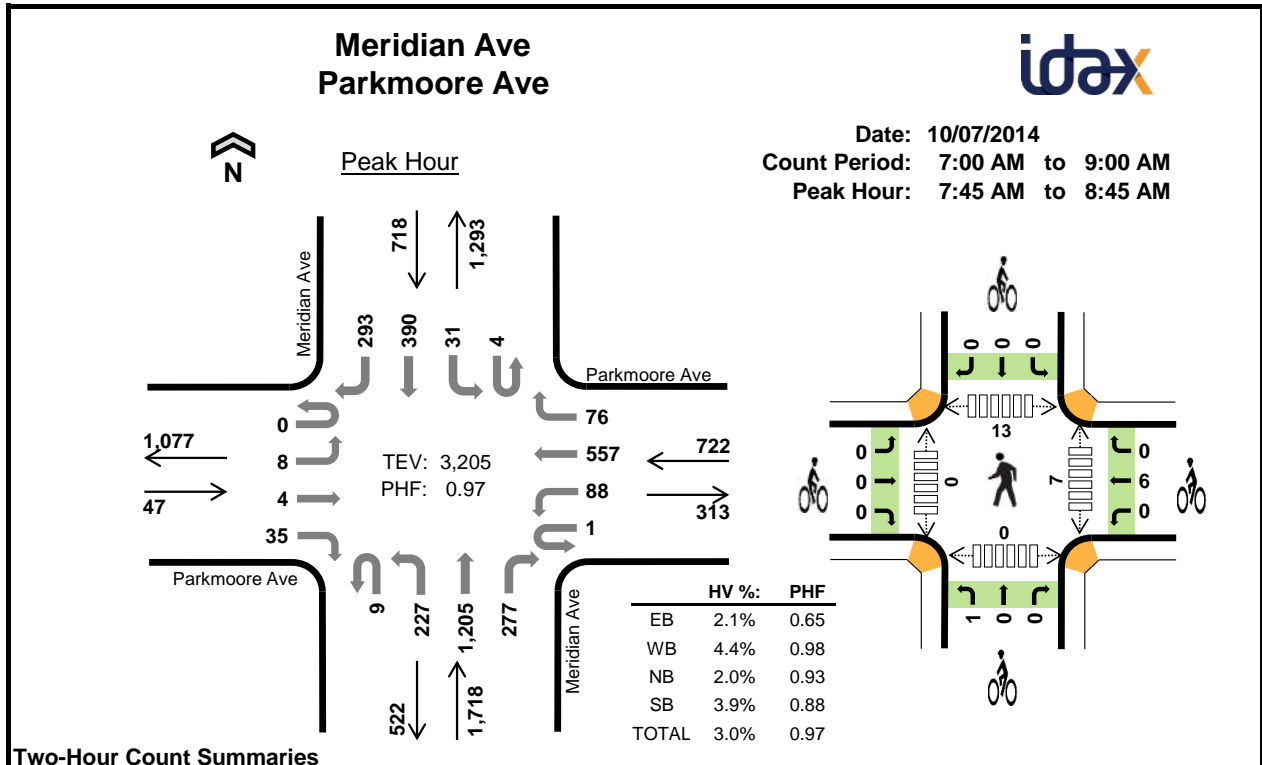 Meridian Ave
Parkmoore Ave
idax
Date: 10/07/2014
Count Period: 7:00 AM to 9:00 AM
Peak Hour: 7:45 AM to 8:45 AM
N
Peak Hour
718
1,293
Meridian Ave
293
390
31
4
Parkmoore Ave
0
8
4
35
1,077
47
TEV: 3,205
PHF: 0.97
76
557
88
1
722
313
Parkmoore Ave
9
227
1,205
277
Meridian Ave
522
1,718
HV %: PHF
EB 2.1% 0.65
WB 4.4% 0.98
NB 2.0% 0.93
SB 3.9% 0.88
TOTAL 3.0% 0.97
0 0 0
13
0
0
0
0
7
0
6
0
0
1 0 0
Two-Hour Count Summaries